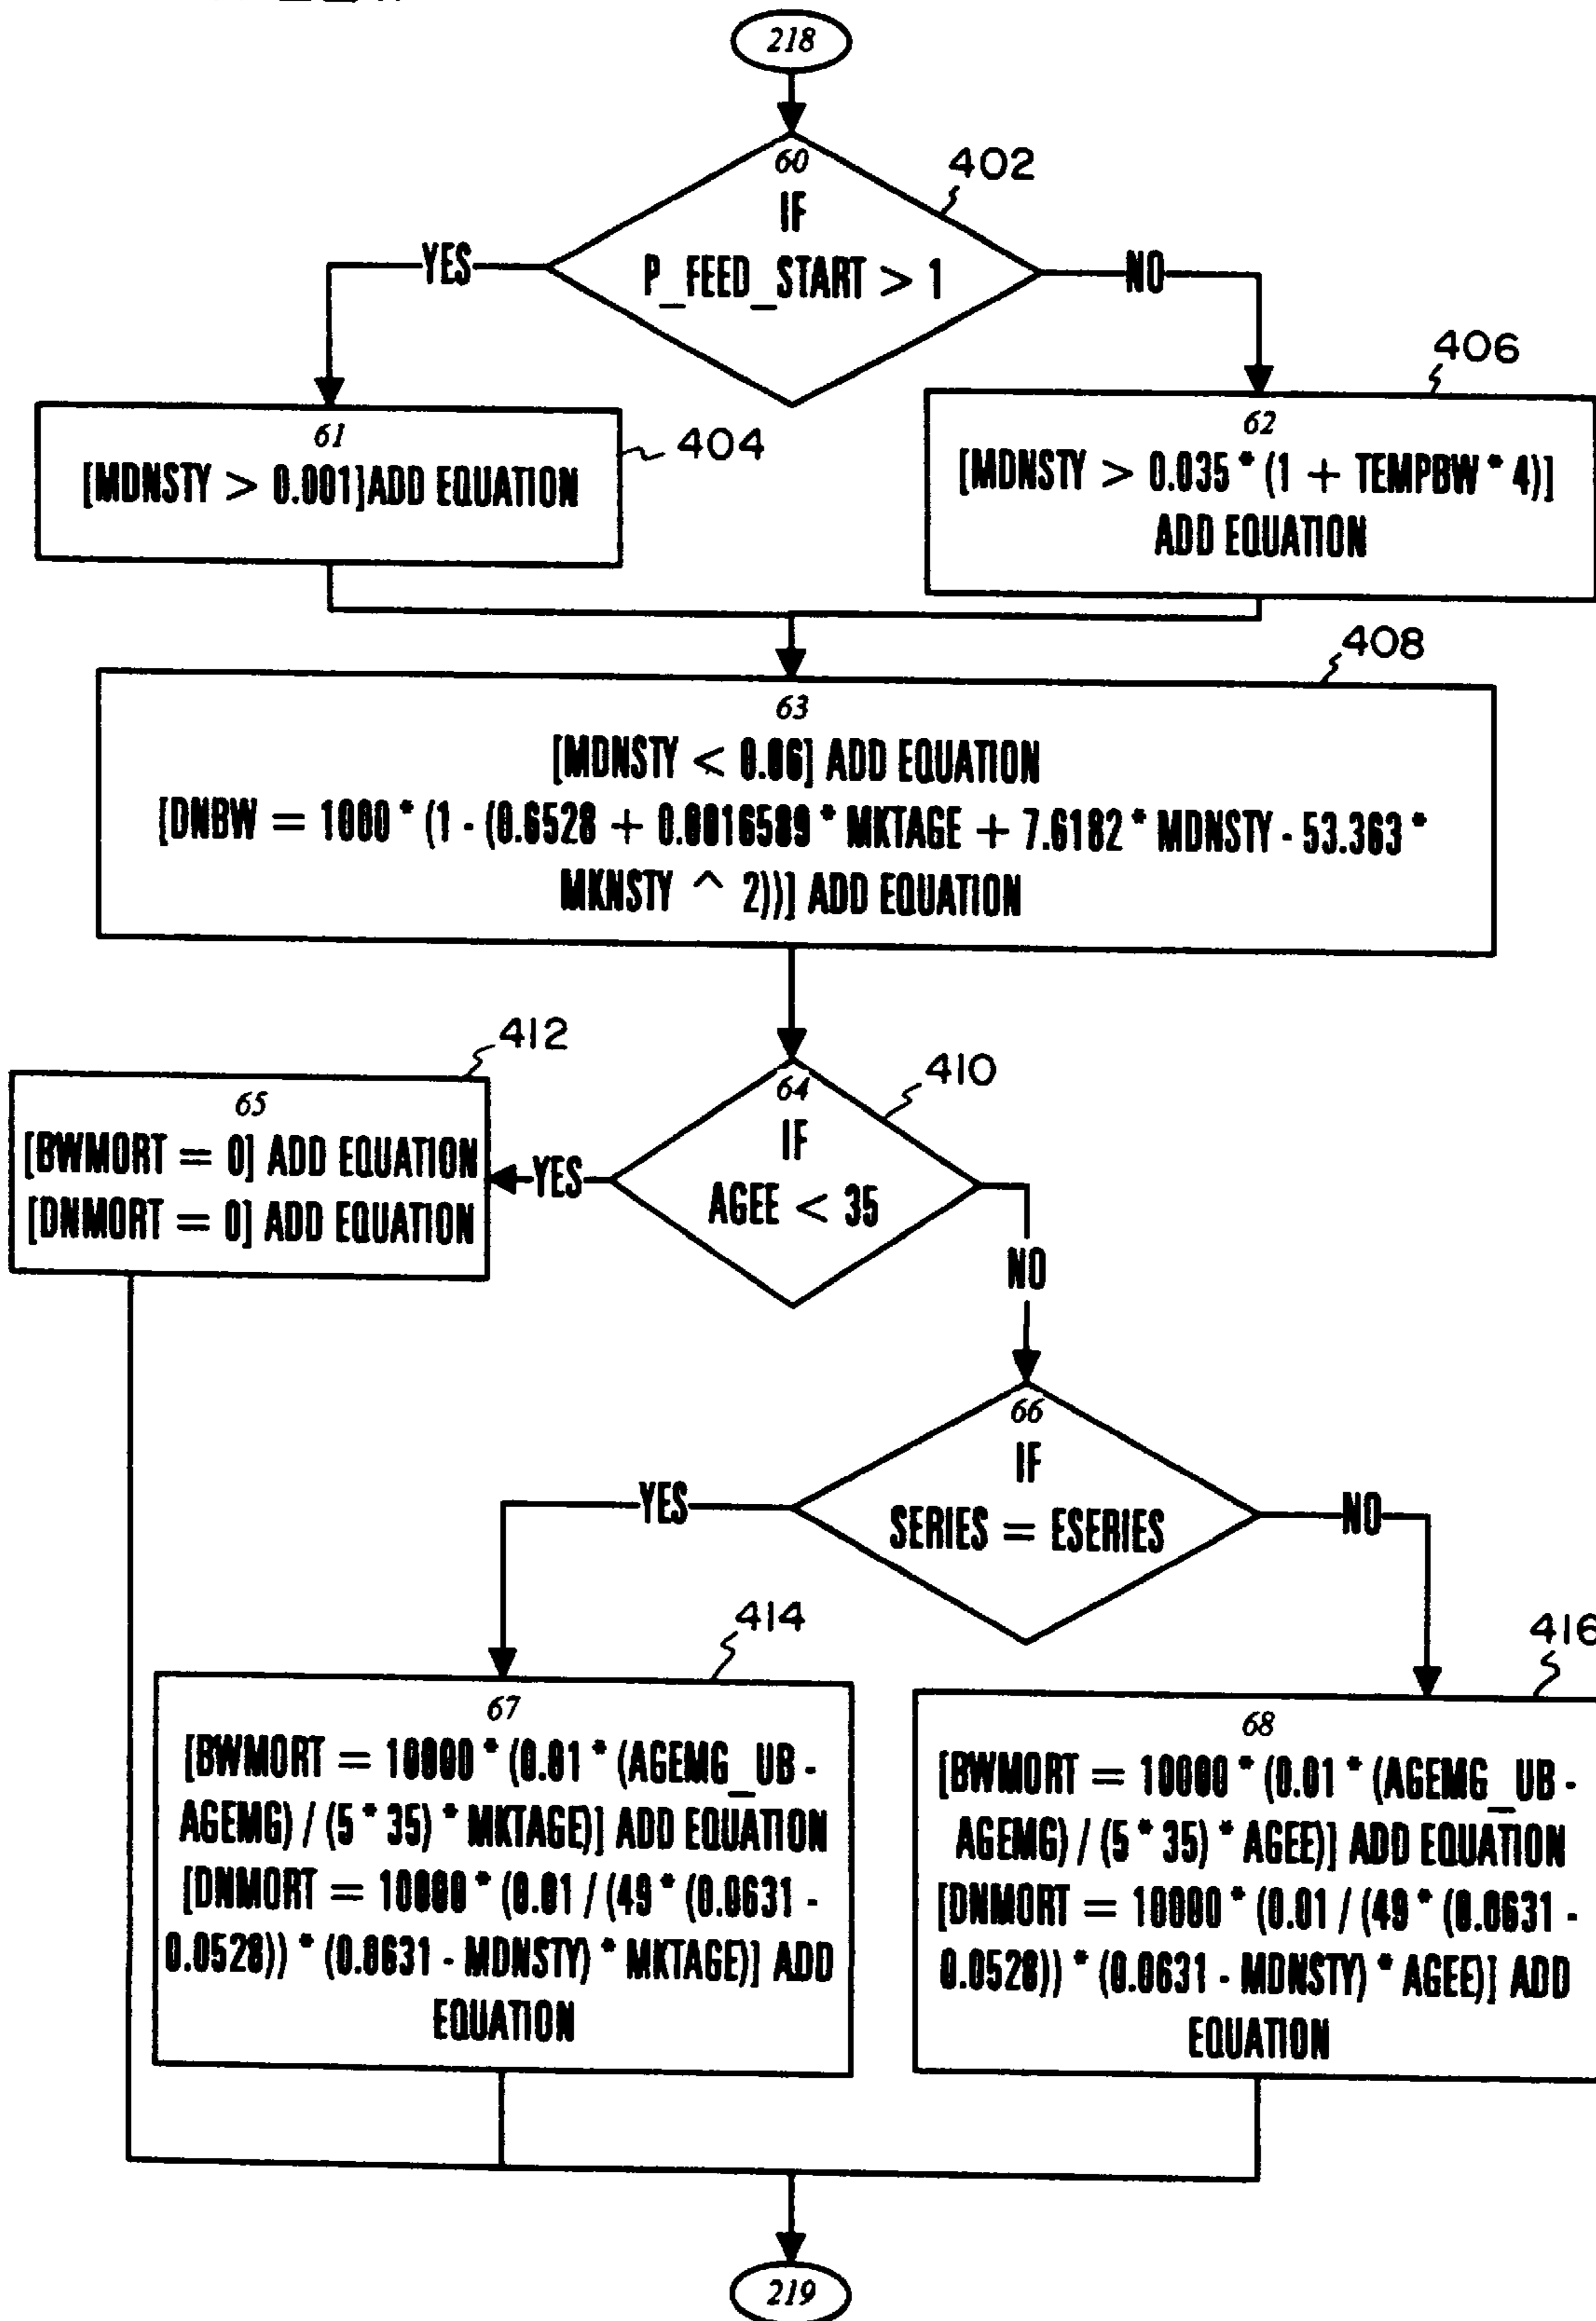 218
60
402
IF
P_FEED_START > 1
YES
NO
61
404
[MDNSTY > 0.001]ADD EQUATION
406
62
[MDNSTY > 0.035 * (1 + TEMPBW * 4)]
ADD EQUATION
408
63
[MDNSTY < 0.06] ADD EQUATION
[DNBW = 1000 * (1 - (0.6528 + 0.0016589 * MKTAGE + 7.6182 * MDNSTY - 53.363 *
MKNSTY ^ 2))] ADD EQUATION
412
65
[BWMORT = 0] ADD EQUATION
[DNMORT = 0] ADD EQUATION
YES
64
410
IF
AGEE < 35
NO
66
IF
SERIES = ESERIES
YES
NO
414
67
[BWMORT = 10000 * (0.01 * (AGEMG_UB -
AGEMG) / (5 * 35) * MKTAGE)] ADD EQUATION
[DNMORT = 10000 * (0.01 / (49 * (0.0631 -
0.0528)) * (0.0631 - MDNSTY) * MKTAGE)] ADD
EQUATION
416
68
[BWMORT = 10000 * (0.01 * (AGEMG_UB -
AGEMG) / (5 * 35) * AGEE)] ADD EQUATION
[DNMORT = 10000 * (0.01 / (49 * (0.0631 -
0.0528)) * (0.0631 - MDNSTY) * AGEE)] ADD
EQUATION
219